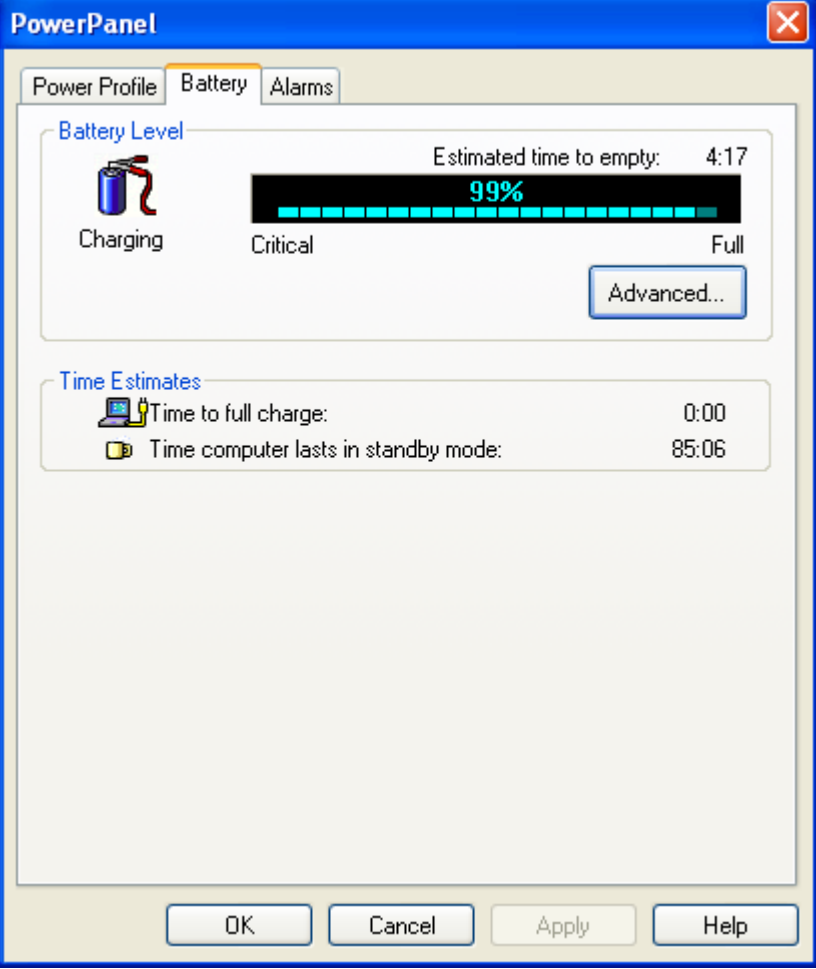 PowerPanel
Power Profile Battery Alarms
Battery Level
Estimated time to empty: 4:17
99%
Charging
Critical Full
Advanced...
Time Estimates
Time to full charge: 0:00
Time computer lasts in standby mode: 85:06
OK Cancel Apply Help